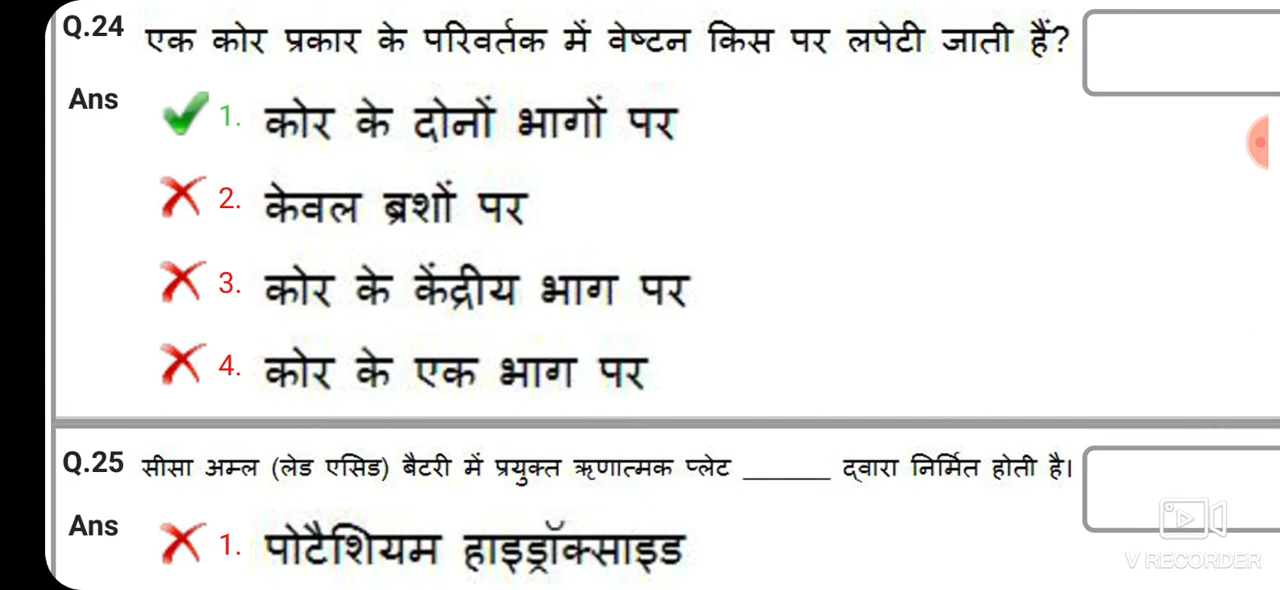 Q.24 एक कोर प्रकार के परिवर्तक में वेष्टन किस पर लपेटी जाती हैं?
Ans 1. कोर के दोनों भागों पर
2. केवल ब्रशों पर
3. कोर के केंद्रीय भाग पर
4. कोर के एक भाग पर
Q.25 सीसा अम्ल (लेड एसिड) बैटरी में प्रयुक्त ऋणात्मक प्लेट ______ द्वारा निर्मित होती है।
Ans 1. पोटैशियम हाइड्रॉक्साइड
V RECORDER